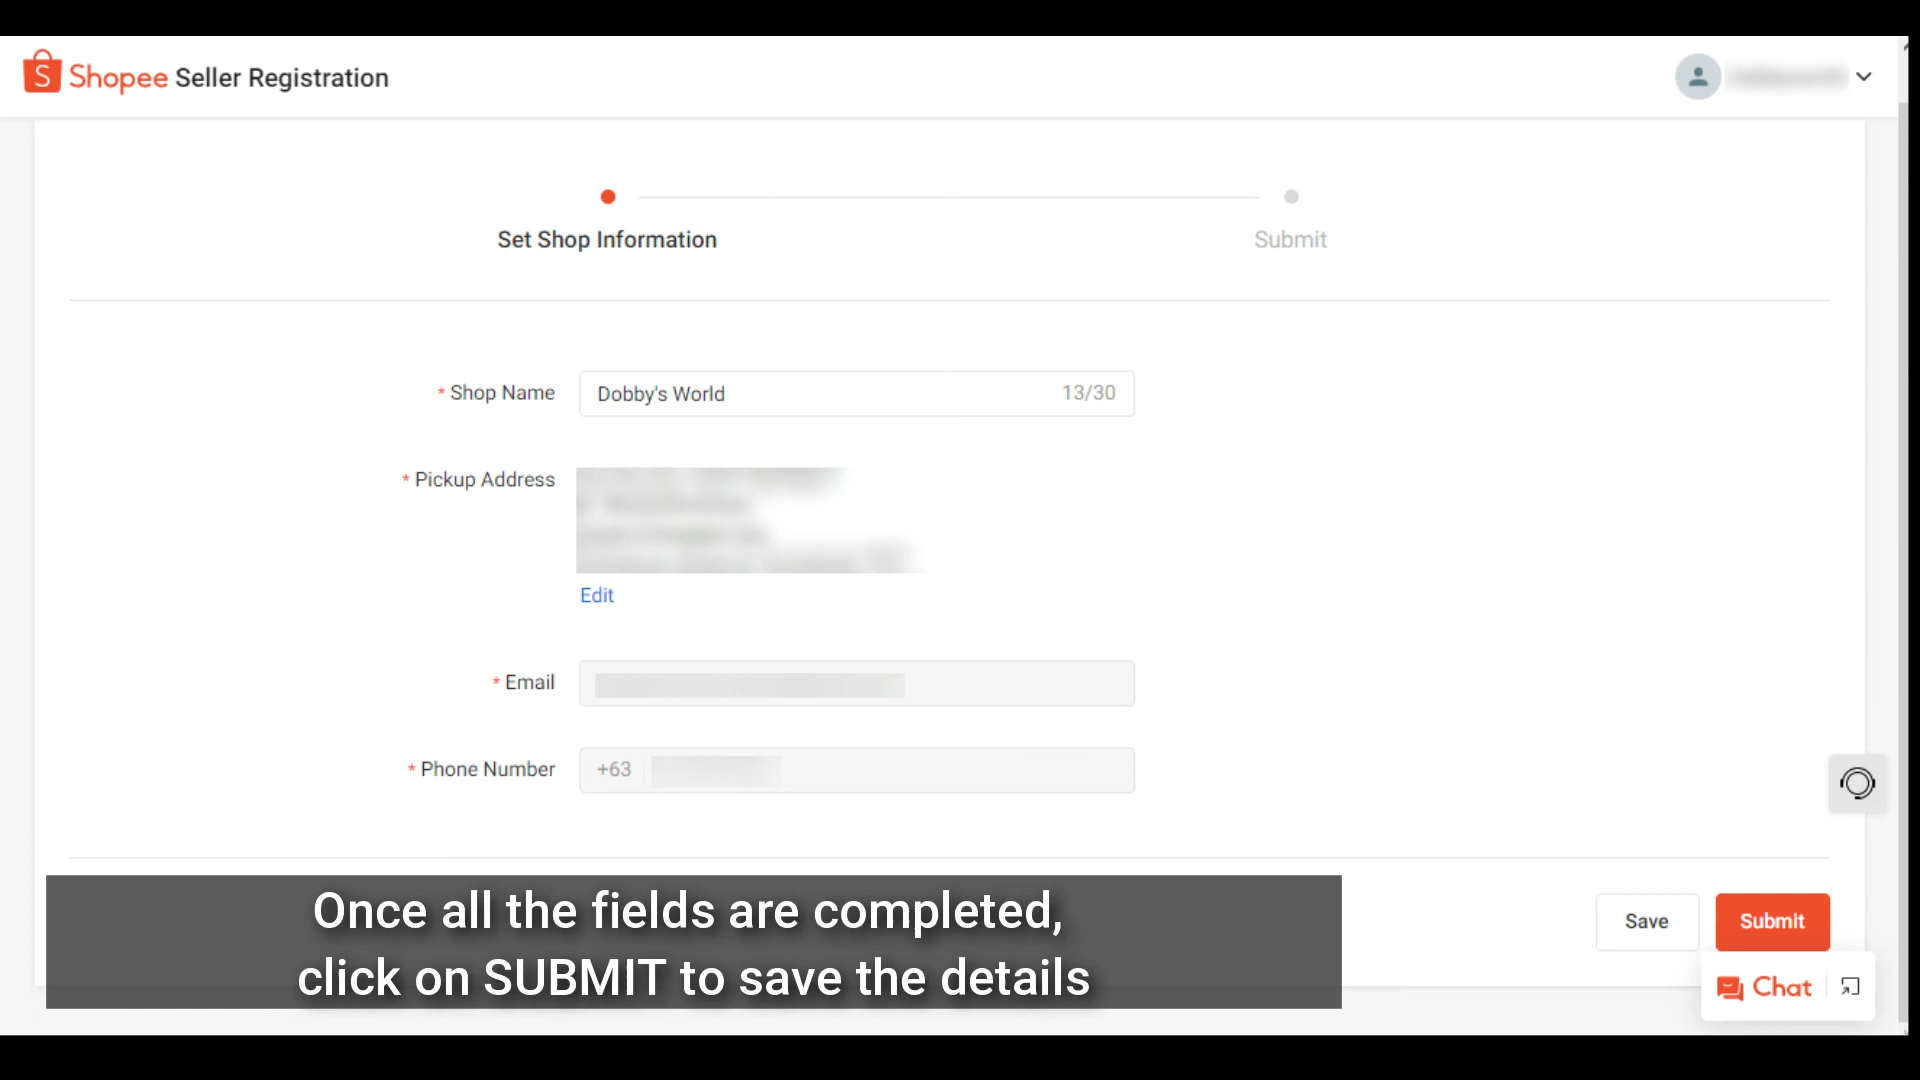 Shopee Seller Registration
Set Shop Information
Submit
* Shop Name
Dobby's World
13/30
* Pickup Address
Edit
* Email
* Phone Number
+63
Once all the fields are completed,
click on SUBMIT to save the details
Save
Submit
Chat